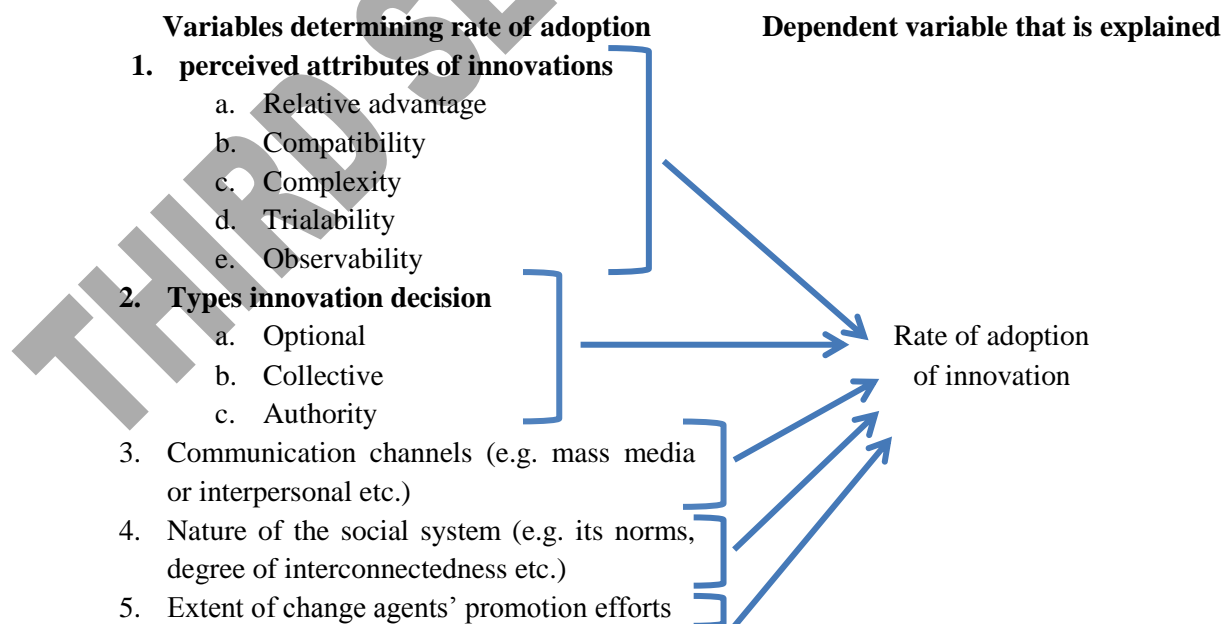 Variables determining rate of adoption Dependent variable that is explained
1. perceived attributes of innovations
a. Relative advantage
b. Compatibility
c. Complexity
d. Trialability
e. Observability
2. Types innovation decision
a. Optional
b. Collective
c. Authority
Rate of adoption
of innovation
3. Communication channels (e.g. mass media
or interpersonal etc.)
4. Nature of the social system (e.g. its norms,
degree of interconnectedness etc.)
5. Extent of change agents’ promotion efforts
THIRD